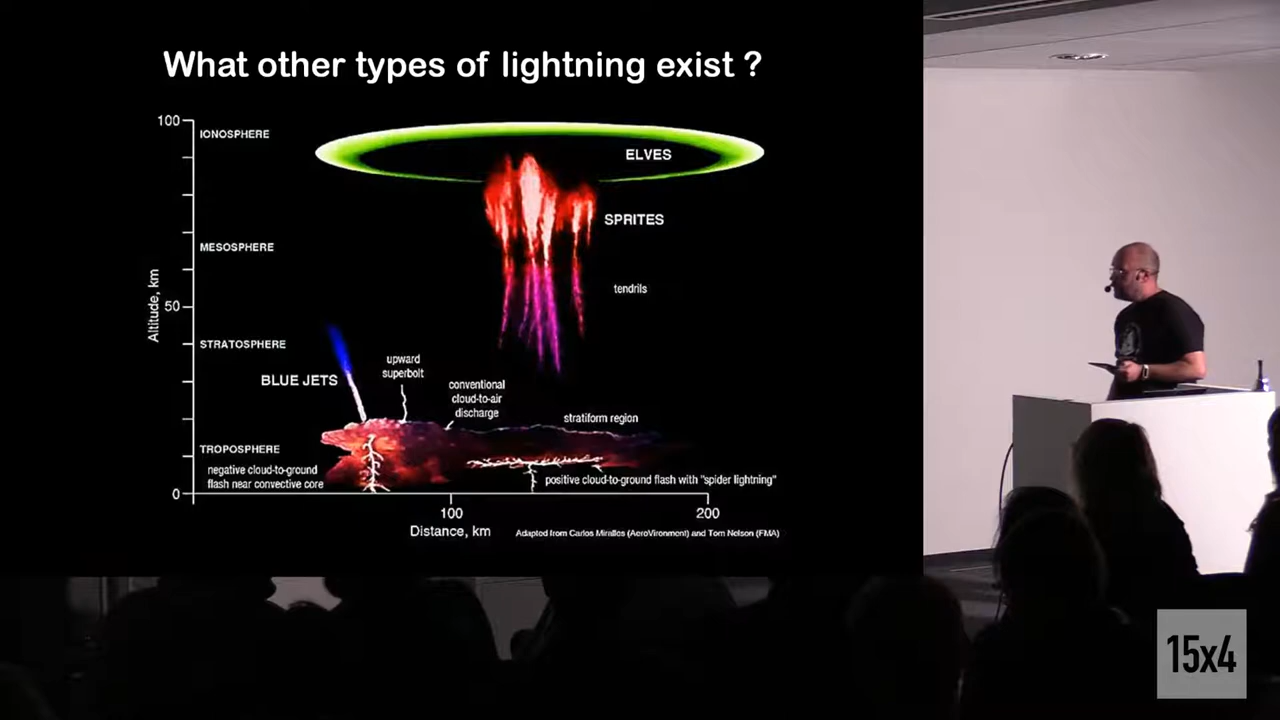 What other types of lightning exist ?
100
IONOSPHERE
ELVES
SPRITES
MESOSPHERE
tendrils
Altitude, km
50
STRATOSPHERE
BLUE JETS
upward
superbolt
conventional
cloud-to-air
discharge
stratiform region
TROPOSPHERE
negative cloud-to-ground
flash near convective core
positive cloud-to-ground flash with "spider lightning"
0
100
200
Distance, km
Adapted from Carlos Miralles (AeroVironment) and Tom Nelson (FMA)
15x4